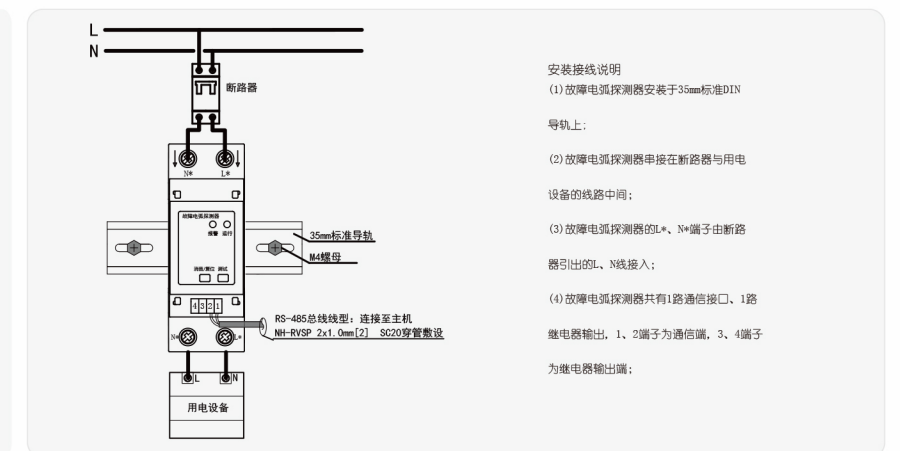 L
N
断路器
N* L*
故障电弧探测器
报警 运行
35mm标准导轨
M4螺母
消音/复位 测试
4 3 2 1
RS-485总线线型: 连接至主机
NH-RVSP 2x1.0mm[2] SC20穿管敷设
N* L*
L N
用电设备
安装接线说明
(1)故障电弧探测器安装于35mm标准DIN
导轨上;
(2)故障电弧探测器串接在断路器与用电
设备的线路中间;
(3)故障电弧探测器的L*、N*端子由断路
器引出的L、N线接入;
(4)故障电弧探测器共有1路通信接口、1路
继电器输出, 1、2端子为通信端, 3、4端子
为继电器输出端;